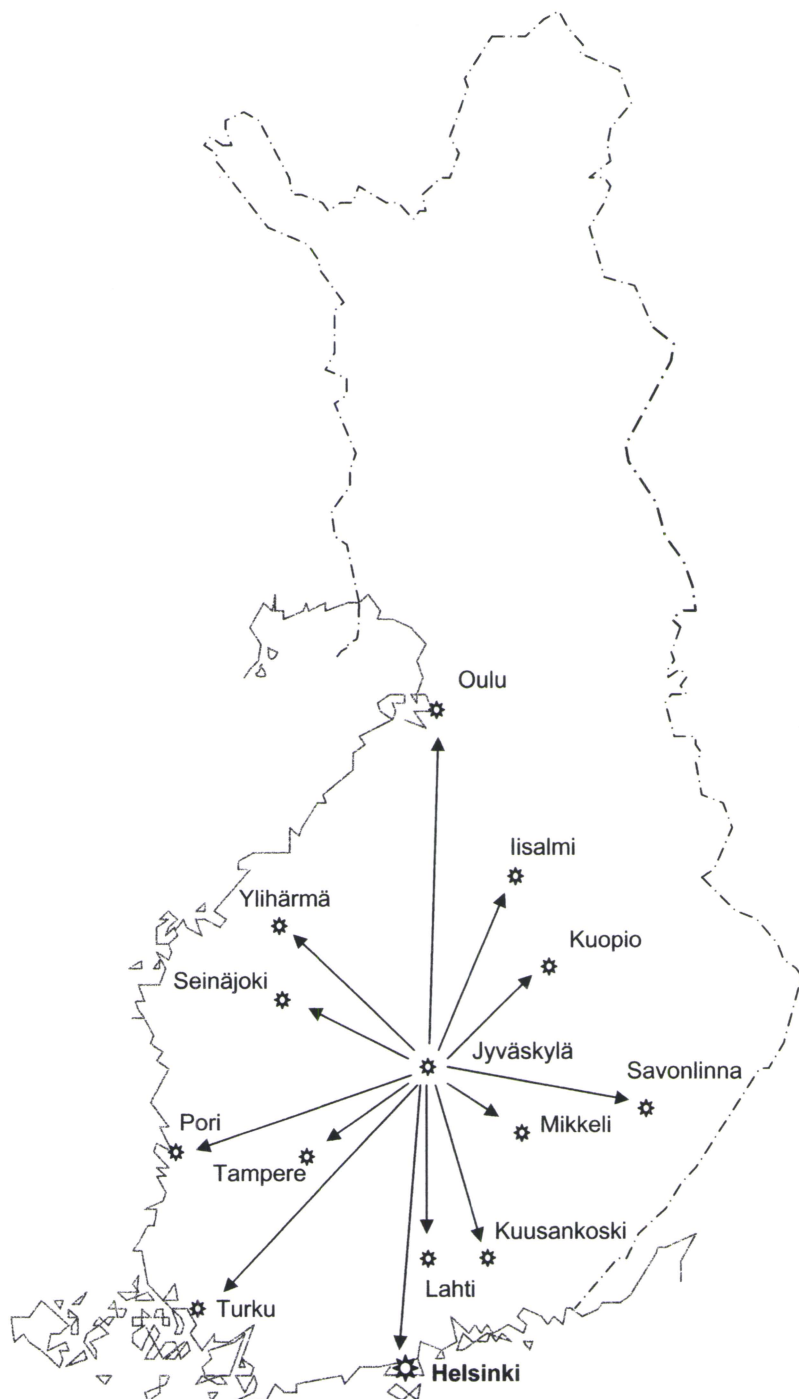 Oulu
Iisalmi
Ylihärmä
Kuopio
Seinäjoki
Jyväskylä
Savonlinna
Pori
Mikkeli
Tampere
Kuusankoski
Lahti
Turku
Helsinki